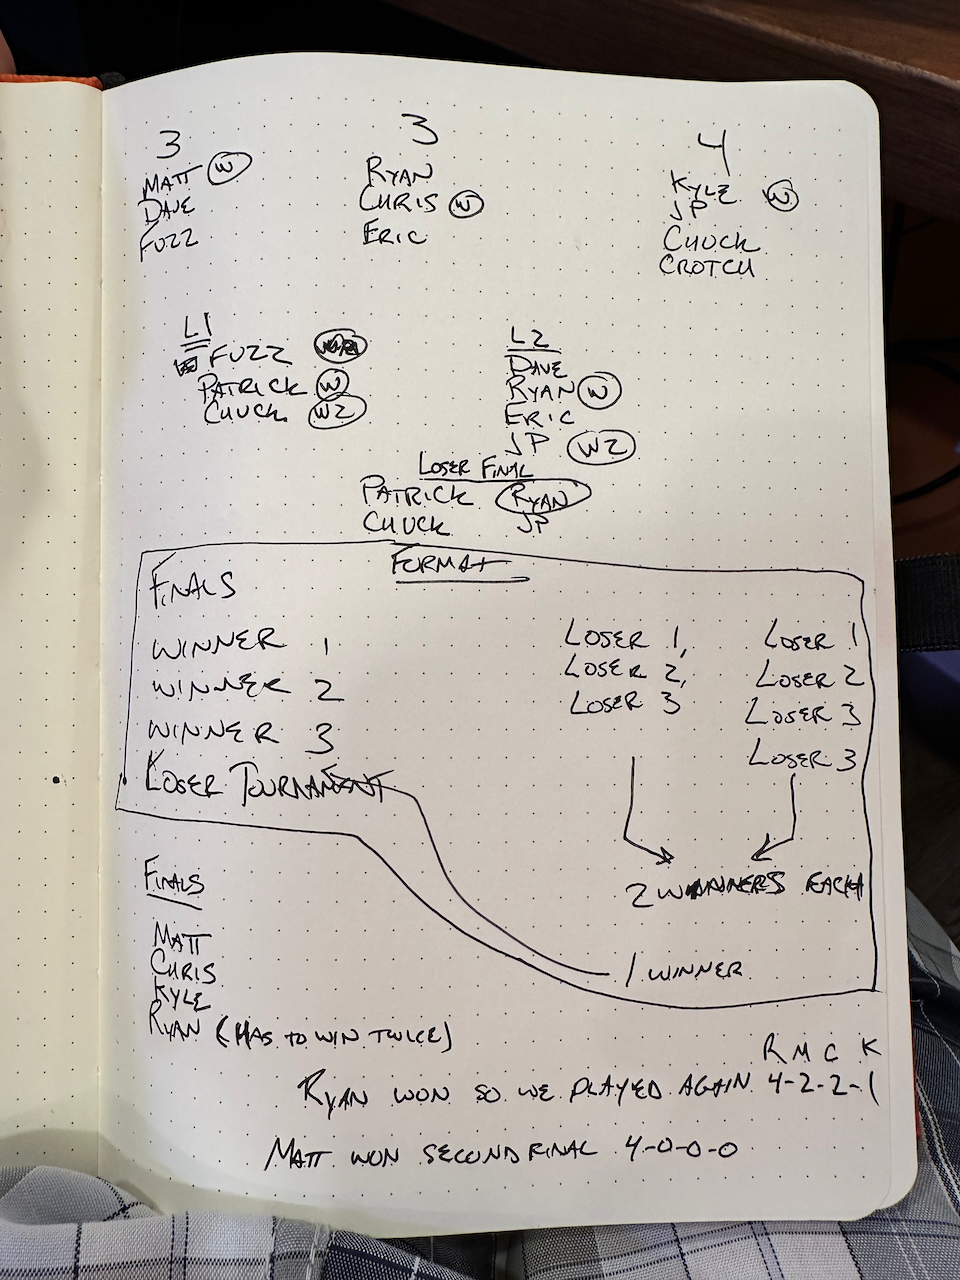 3
MATT W
DAVE
FUZZ
3
RYAN
CHRIS W
ERIC
4
KYLE W
JP
CHUCK
CROTCH
L1
FUZZ
PATRICK W
CHUCK W2
L2
DAVE
RYAN W
ERIC
JP W2
LOSER FINAL
PATRICK RYAN
CHUCK JP
FORMAT
FINALS
WINNER 1
WINNER 2
WINNER 3
LOSER TOURNAMENT
LOSER 1,
LOSER 2,
LOSER 3
LOSER 1
LOSER 2
LOSER 3
LOSER 3
2 WINNERS EACH
1 WINNER
FINALS
MATT
CHRIS
KYLE
RYAN (HAS TO WIN TWICE)
R M C K
RYAN WON SO WE PLAYED AGAIN 4-2-2-1
MATT WON SECOND FINAL 4-0-0-0